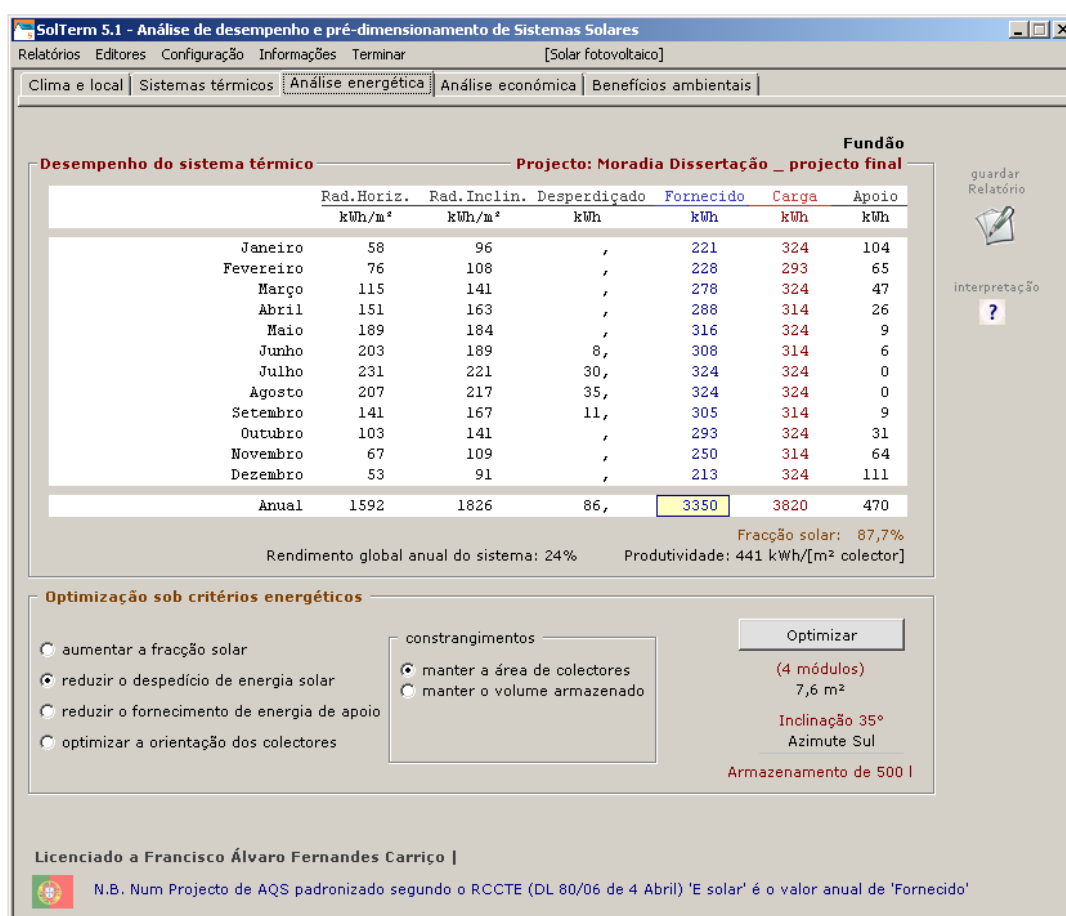 SolTerm 5.1 - Análise de desempenho e pré-dimensionamento de Sistemas Solares
Relatórios Editores Configuração Informações Terminar [Solar fotovoltaico]
Clima e local Sistemas térmicos Análise energética Análise económica Benefícios ambientais
Fundão
Desempenho do sistema térmico Projecto: Moradia Dissertação _ projecto final
guardar
Relatório
Rad.Horiz. Rad.Inclin. Desperdiçado Fornecido Carga Apoio
kWh/m² kWh/m² kWh kWh kWh kWh
Janeiro 58 96 , 221 324 104
Fevereiro 76 108 , 228 293 65
Março 115 141 , 278 324 47
interpretação
Abril 151 163 , 288 314 26
?
Maio 189 184 , 316 324 9
Junho 203 189 8, 308 314 6
Julho 231 221 30, 324 324 0
Agosto 207 217 35, 324 324 0
Setembro 141 167 11, 305 314 9
Outubro 103 141 , 293 324 31
Novembro 67 109 , 250 314 64
Dezembro 53 91 , 213 324 111
Anual 1592 1826 86, 3350 3820 470
Fracção solar: 87,7%
Rendimento global anual do sistema: 24% Produtividade: 441 kWh/[m² colector]
Optimização sob critérios energéticos
aumentar a fracção solar
reduzir o despedício de energia solar
reduzir o fornecimento de energia de apoio
optimizar a orientação dos colectores
constrangimentos
manter a área de colectores
manter o volume armazenado
Optimizar
(4 módulos)
7,6 m²
Inclinação 35°
Azimute Sul
Armazenamento de 500 l
Licenciado a Francisco Álvaro Fernandes Carriço |
N.B. Num Projecto de AQS padronizado segundo o RCCTE (DL 80/06 de 4 Abril) 'E solar' é o valor anual de 'Fornecido'